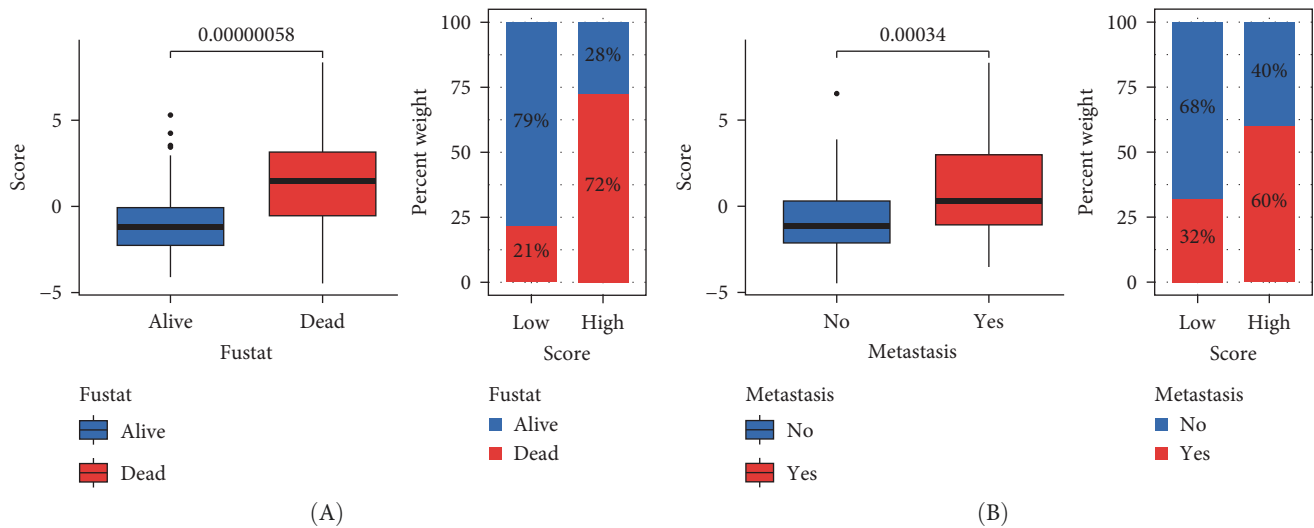 0.00000058
Score
5
0
−5
Alive
Dead
Fustat
Fustat
Alive
Dead
Percent weight
100
75
50
25
0
79%
21%
28%
72%
Low
High
Score
Fustat
Alive
Dead
(A)
0.00034
Score
5
0
−5
No
Yes
Metastasis
Metastasis
No
Yes
Percent weight
100
75
50
25
0
68%
32%
40%
60%
Low
High
Score
Metastasis
No
Yes
(B)